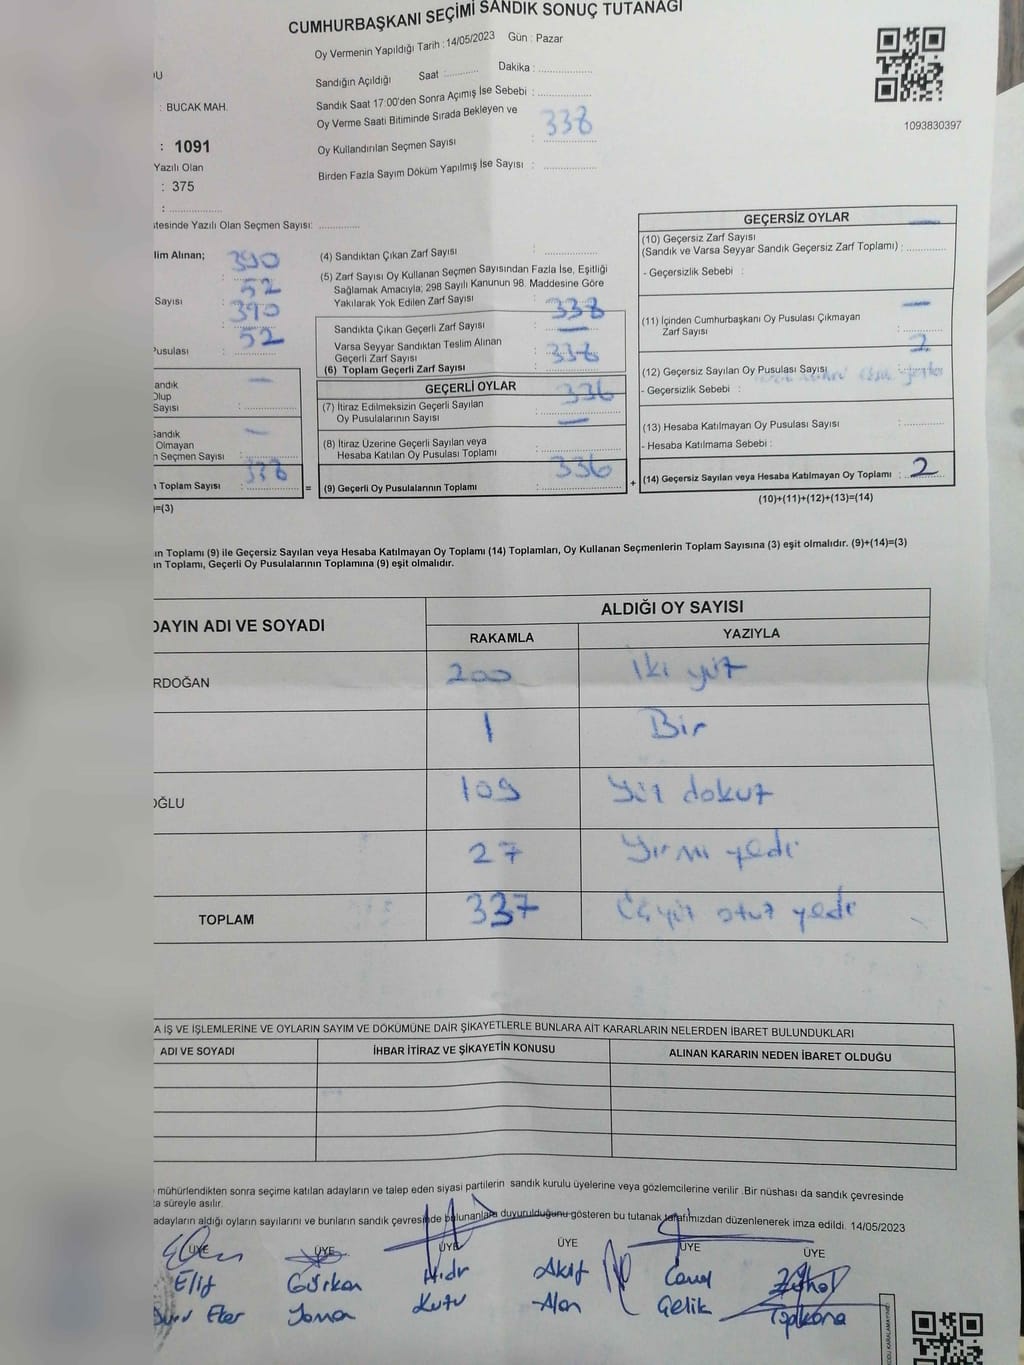 CUMHURBAŞKANI SEÇİMİ SANDIK SONUÇ TUTANAĞI
Oy Vermenin Yapıldığı Tarih : 14/05/2023 Gün : Pazar
Sandığın Açıldığı Saat : Dakika :
Sandık Saat 17:00'den Sonra Açımış İse Sebebi :
Oy Verme Saati Bitiminde Sırada Bekleyen ve
Oy Kullandırılan Seçmen Sayısı : 338
Birden Fazla Sayım Döküm Yapılmış İse Sayısı :
1093830397
: BUCAK MAH.
: 1091
Yazılı Olan
: 375
:
tesinde Yazılı Olan Seçmen Sayısı:
lim Alınan; 390
52
Sayısı 390
52
Pusulası :
andık
Olup
Sayısı : —
Sandık
Olmayan
n Seçmen Sayısı : —
ı Toplam Sayısı : 338
)=(3)
(4) Sandıktan Çıkan Zarf Sayısı :
(5) Zarf Sayısı Oy Kullanan Seçmen Sayısından Fazla İse, Eşitliği
Sağlamak Amacıyla; 298 Sayılı Kanunun 98. Maddesine Göre
Yakılarak Yok Edilen Zarf Sayısı :
Sandıkta Çıkan Geçerli Zarf Sayısı : 338
Varsa Seyyar Sandıktan Teslim Alınan
Geçerli Zarf Sayısı : —
(6) Toplam Geçerli Zarf Sayısı : 338
GEÇERLİ OYLAR
(7) İtiraz Edilmeksizin Geçerli Sayılan
Oy Pusulalarının Sayısı : 336
(8) İtiraz Üzerine Geçerli Sayılan veya
Hesaba Katılan Oy Pusulası Toplamı : —
= (9) Geçerli Oy Pusulalarının Toplamı : 336
GEÇERSİZ OYLAR
(10) Geçersiz Zarf Sayısı
(Sandık ve Varsa Seyyar Sandık Geçersiz Zarf Toplamı) : —
- Geçersizlik Sebebi :
(11) İçinden Cumhurbaşkanı Oy Pusulası Çıkmayan
Zarf Sayısı : —
(12) Geçersiz Sayılan Oy Pusulası Sayısı : 2
- Geçersizlik Sebebi :
(13) Hesaba Katılmayan Oy Pusulası Sayısı :
- Hesaba Katılmama Sebebi :
+ (14) Geçersiz Sayılan veya Hesaba Katılmayan Oy Toplamı : 2
(10)+(11)+(12)+(13)=(14)
ın Toplamı (9) ile Geçersiz Sayılan veya Hesaba Katılmayan Oy Toplamı (14) Toplamları, Oy Kullanan Seçmenlerin Toplam Sayısına (3) eşit olmalıdır. (9)+(14)=(3)
ın Toplamı, Geçerli Oy Pusulalarının Toplamına (9) eşit olmalıdır.
DAYIN ADI VE SOYADI ALDIĞI OY SAYISI
RAKAMLA YAZIYLA
RDOĞAN 200 İki yüz
1 Bir
OĞLU 109 Yüz dokuz
27 Yirmi yedi
TOPLAM 337 Üçyüz otuz yedi
A İŞ VE İŞLEMLERİNE VE OYLARIN SAYIM VE DÖKÜMÜNE DAİR ŞİKAYETLERLE BUNLARA AİT KARARLARIN NELERDEN İBARET BULUNDUKLARI
ADI VE SOYADI İHBAR İTİRAZ VE ŞİKAYETİN KONUSU ALINAN KARARIN NEDEN İBARET OLDUĞU
mühürlendikten sonra seçime katılan adayların ve talep eden siyasi partilerin sandık kurulu üyelerine veya gözlemcilerine verilir .Bir nüshası da sandık çevresinde
ta süreyle asılır.
adayların aldığı oyların sayılarını ve bunların sandık çevresinde bulunanlara duyurulduğunu gösteren bu tutanak tarafımızdan düzenlenerek imza edildi. 14/05/2023
ÜYE ÜYE ÜYE ÜYE ÜYE ÜYE
Elif Gürkan Hıdır Akif Canol Zühal
Eter Yaman Kutu Alan Çelik Topkara